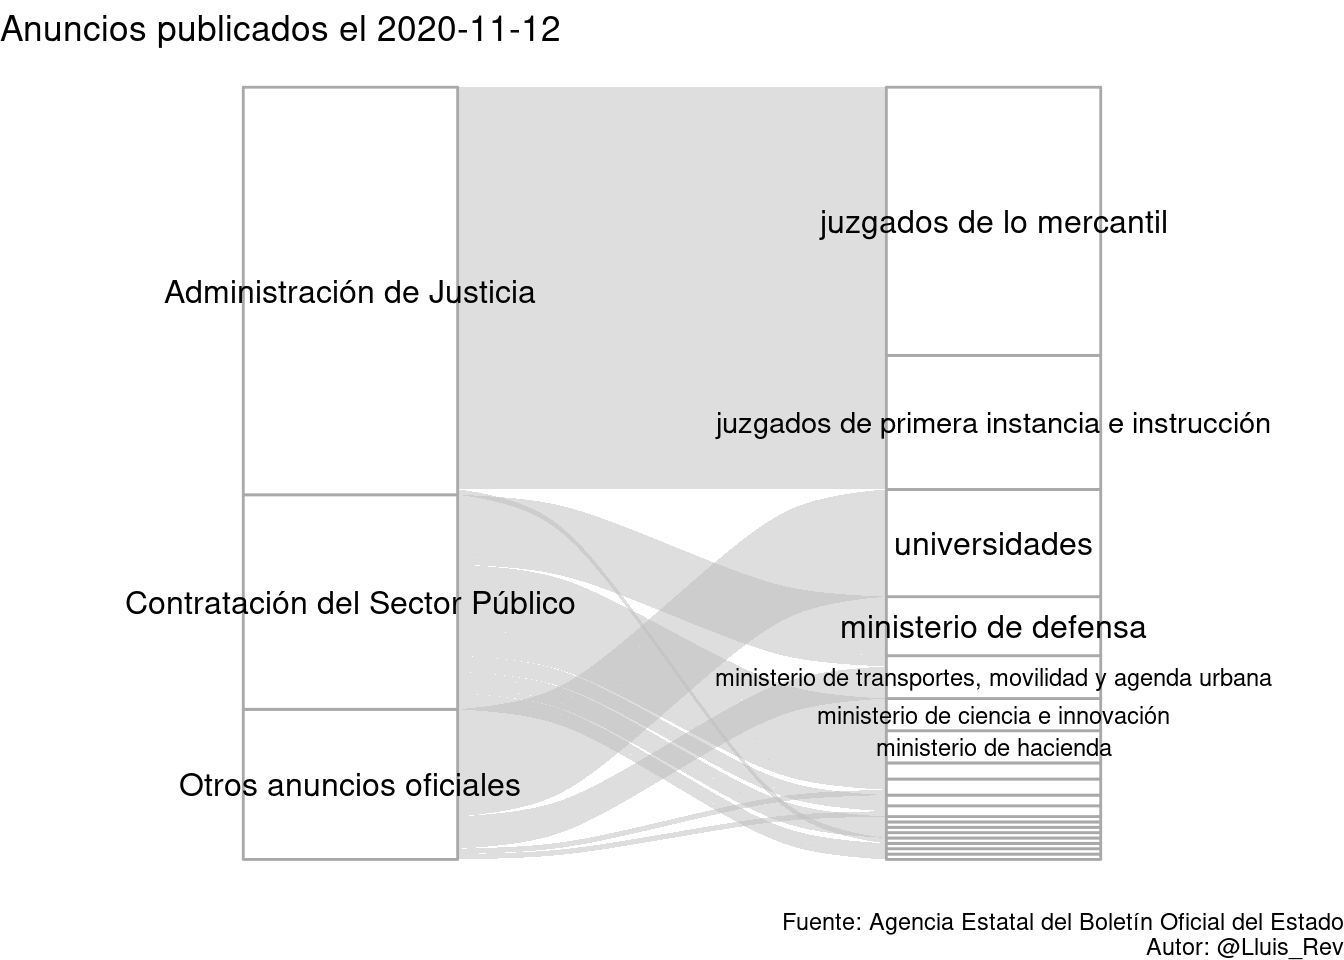 Anuncios publicados el 2020-11-12
juzgados de lo mercantil
Administración de Justicia
juzgados de primera instancia e instrucción
universidades
Contratación del Sector Público
ministerio de defensa
ministerio de transportes, movilidad y agenda urbana
ministerio de ciencia e innovación
ministerio de hacienda
Otros anuncios oficiales
Fuente: Agencia Estatal del Boletín Oficial del Estado
Autor: @Lluis_Rev